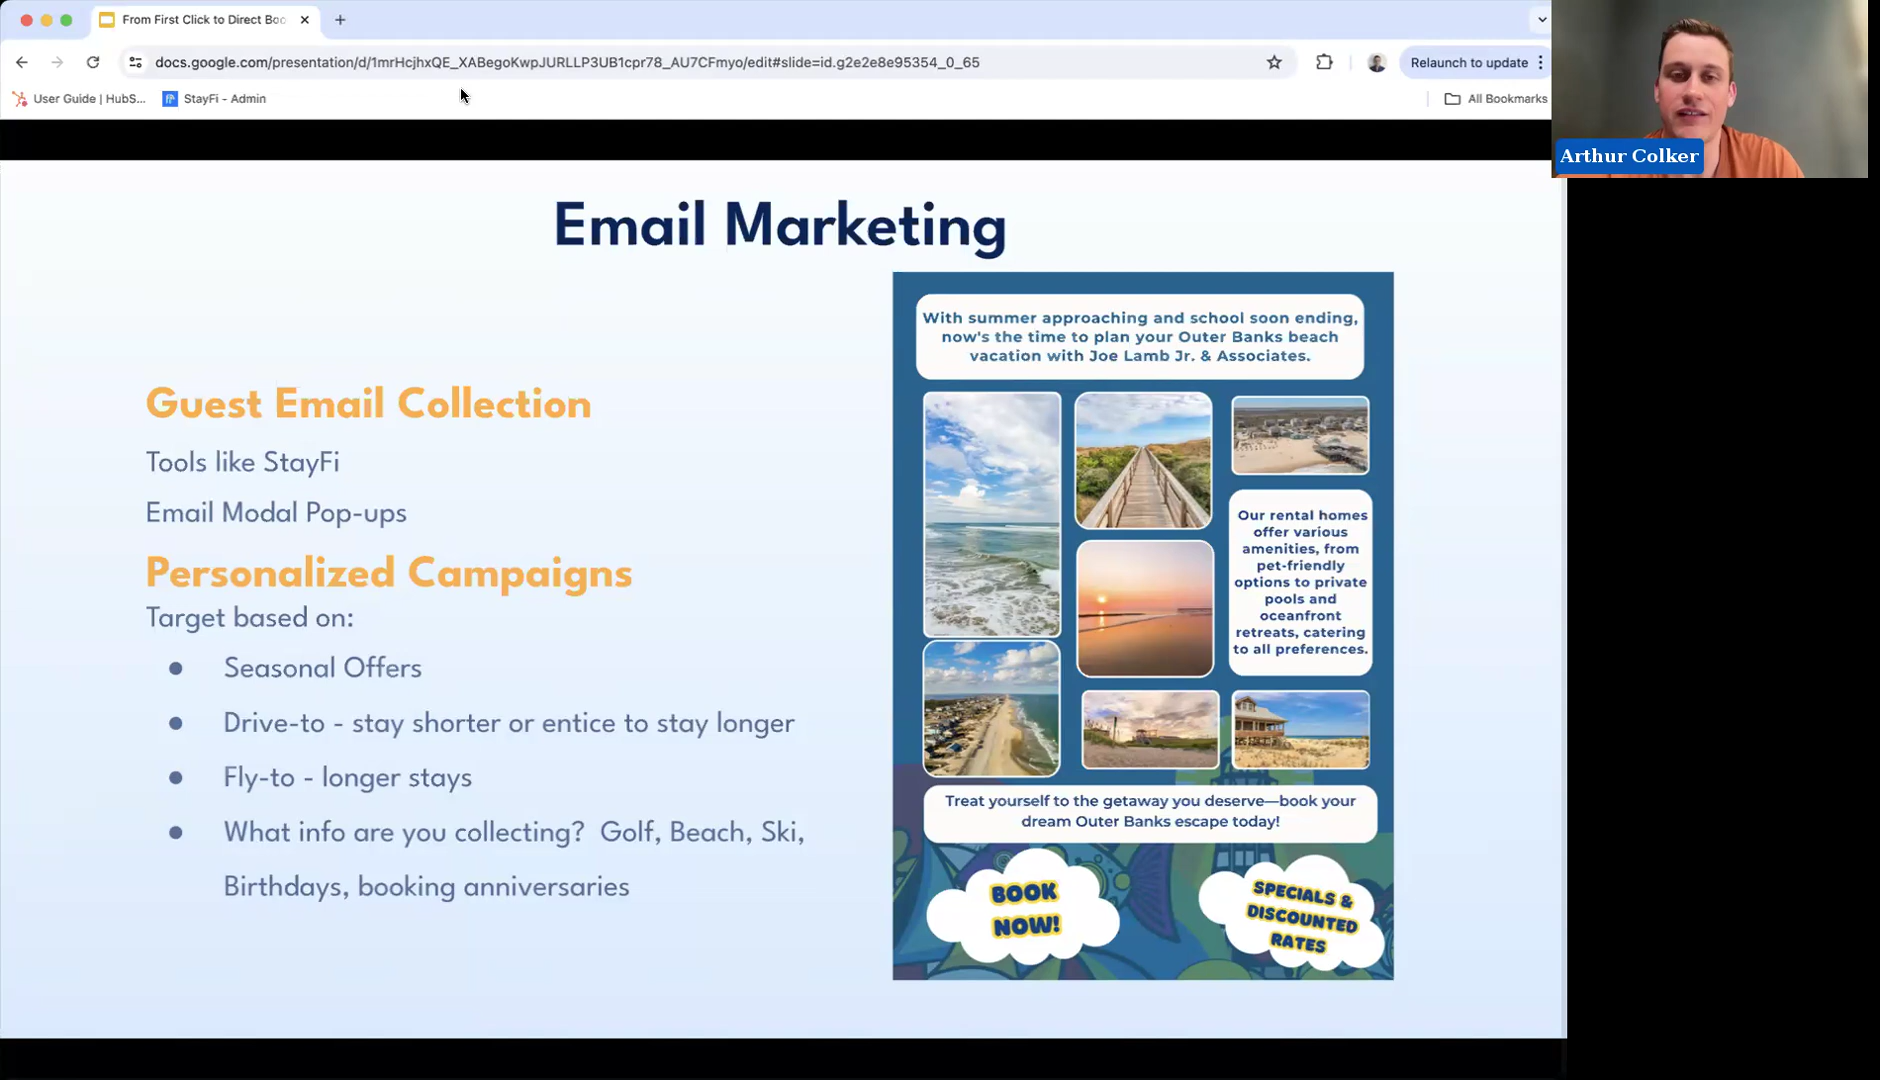 From First Click to Direct Boo
docs.google.com/presentation/d/1mrHcjhxQE_XABegoKwpJURLLP3UB1cpr78_AU7CFmyo/edit#slide=id.g2e2e8e95354_0_65
Relaunch to update
User Guide | HubS...
StayFi - Admin
All Bookmarks
Arthur Colker
Email Marketing
Guest Email Collection
Tools like StayFi
Email Modal Pop-ups
Personalized Campaigns
Target based on:
● Seasonal Offers
● Drive-to - stay shorter or entice to stay longer
● Fly-to - longer stays
● What info are you collecting? Golf, Beach, Ski,
Birthdays, booking anniversaries
With summer approaching and school soon ending,
now's the time to plan your Outer Banks beach
vacation with Joe Lamb Jr. & Associates.
Our rental homes
offer various
amenities, from
pet-friendly
options to private
pools and
oceanfront
retreats, catering
to all preferences.
Treat yourself to the getaway you deserve—book your
dream Outer Banks escape today!
BOOK
NOW!
SPECIALS &
DISCOUNTED
RATES